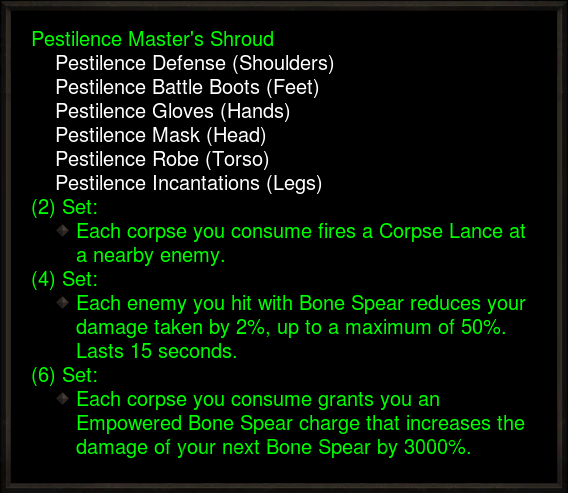 Pestilence Master's Shroud
Pestilence Defense (Shoulders)
Pestilence Battle Boots (Feet)
Pestilence Gloves (Hands)
Pestilence Mask (Head)
Pestilence Robe (Torso)
Pestilence Incantations (Legs)
(2) Set:
Each corpse you consume fires a Corpse Lance at
a nearby enemy.
(4) Set:
Each enemy you hit with Bone Spear reduces your
damage taken by 2%, up to a maximum of 50%.
Lasts 15 seconds.
(6) Set:
Each corpse you consume grants you an
Empowered Bone Spear charge that increases the
damage of your next Bone Spear by 3000%.